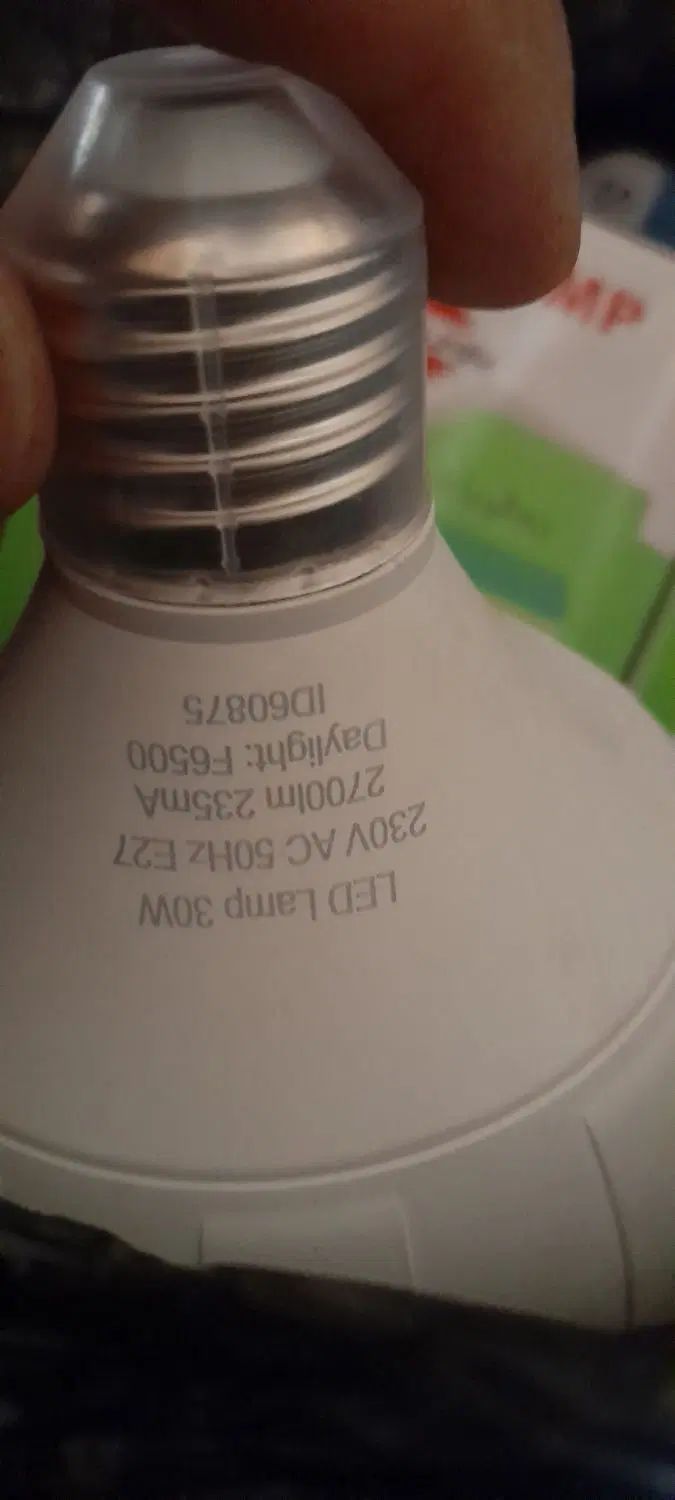 LED Lamp 30W
230V AC 50Hz E27
2700lm 235mA
Daylight: F6500
ID60875